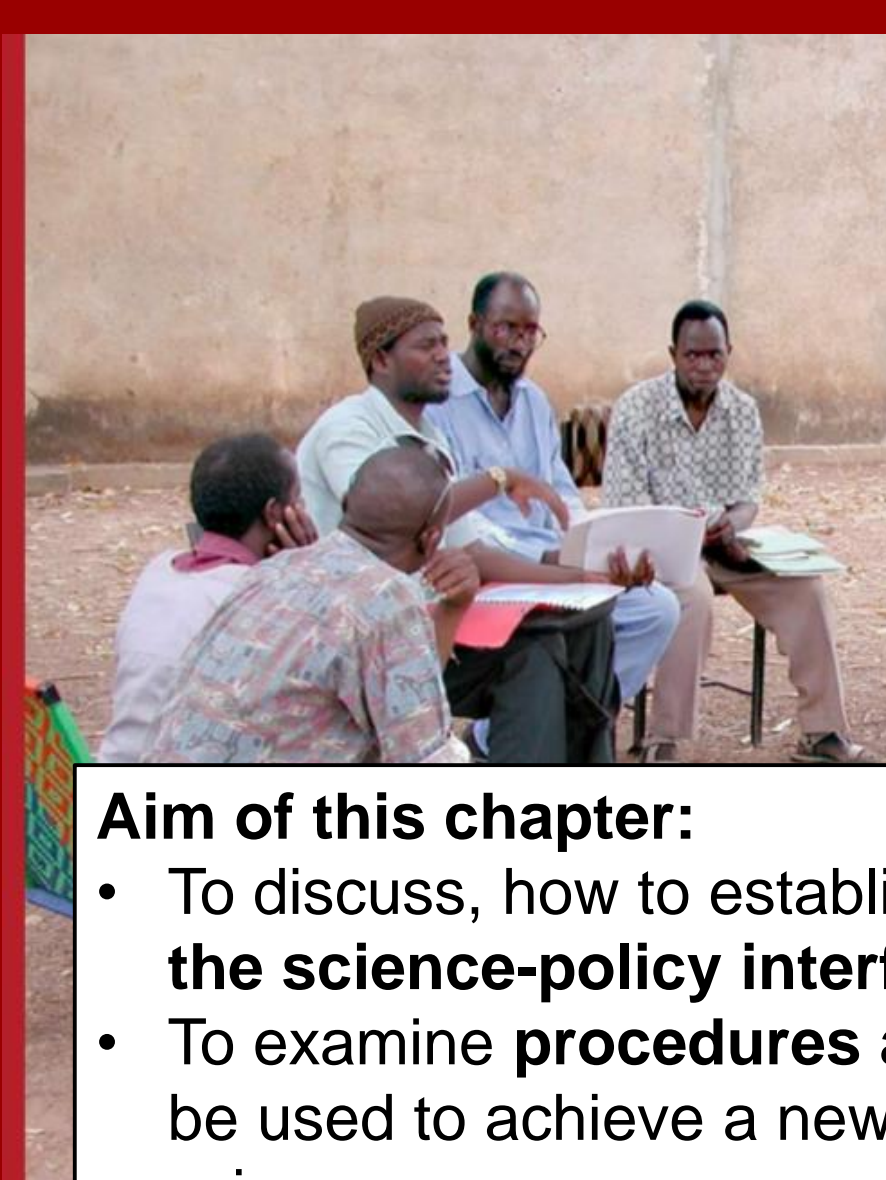 Aim of this chapter:
• To discuss, how to establi
the science-policy interf
• To examine procedures a
be used to achieve a new